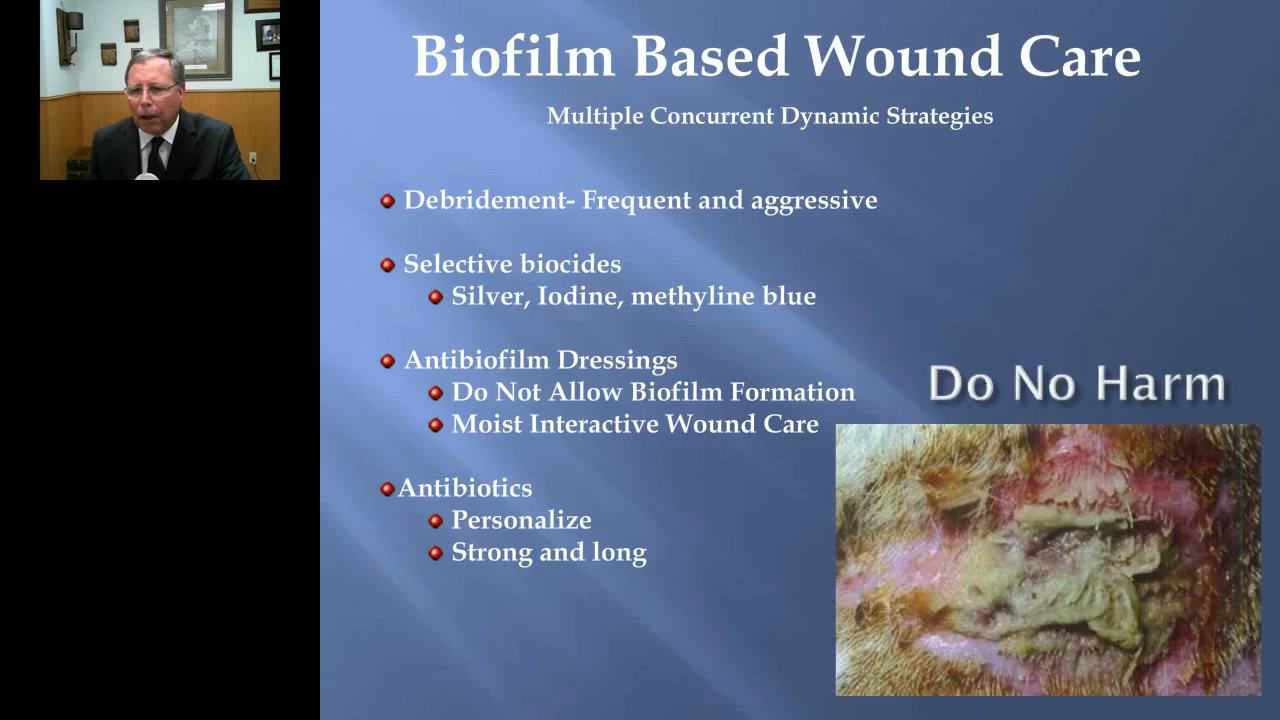 Biofilm Based Wound Care
Multiple Concurrent Dynamic Strategies
Debridement- Frequent and aggressive
Selective biocides
Silver, Iodine, methyline blue
Antibiofilm Dressings
Do Not Allow Biofilm Formation
Moist Interactive Wound Care
Antibiotics
Personalize
Strong and long
Do No Harm